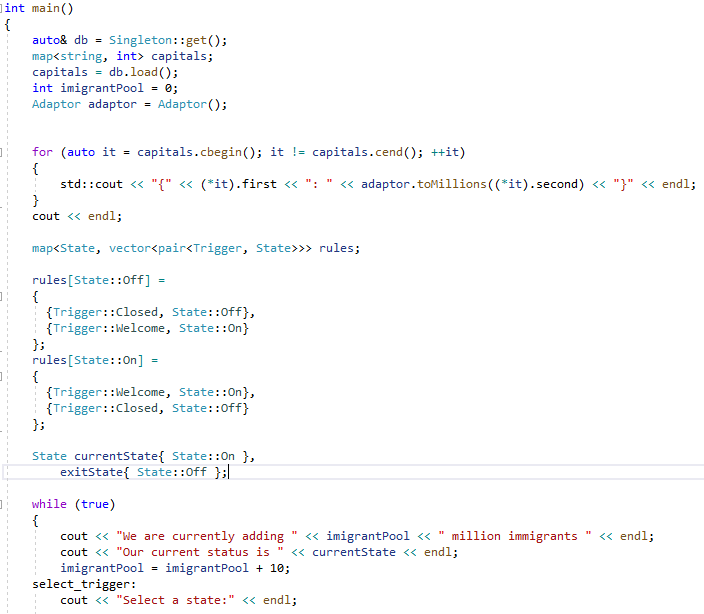 int main()
{
    auto& db = Singleton::get();
    map<string, int> capitals;
    capitals = db.load();
    int imigrantPool = 0;
    Adaptor adaptor = Adaptor();
    for (auto it = capitals.cbegin(); it != capitals.cend(); ++it)
    {
        std::cout << "{" << (*it).first << ": " << adaptor.toMillions((*it).second) << "}" << endl;
    }
    cout << endl;
    map<State, vector<pair<Trigger, State>>> rules;
    rules[State::Off] =
    {
      {Trigger::Closed, State::Off},
      {Trigger::Welcome, State::On}
    };
    rules[State::On] =
    {
      {Trigger::Welcome, State::On},
      {Trigger::Closed, State::Off}
    };
    State currentState{ State::On },
        exitState{ State::Off };
    while (true)
    {
        cout << "We are currently adding " << imigrantPool << " million immigrants " << endl;
        cout << "Our current status is " << currentState << endl;
        imigrantPool = imigrantPool + 10;
    select_trigger:
        cout << "Select a state:" << endl;